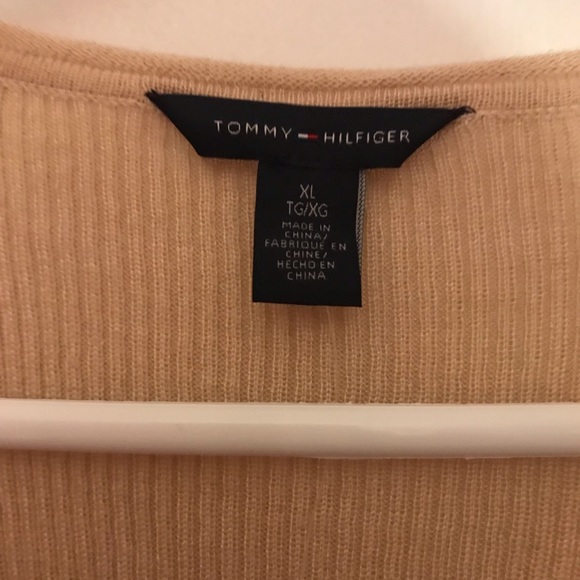 TOMMY HILFIGER
XL
TG/XG
MADE IN
CHINA/
FABRIQUE EN
CHINE/
HECHO EN
CHINA